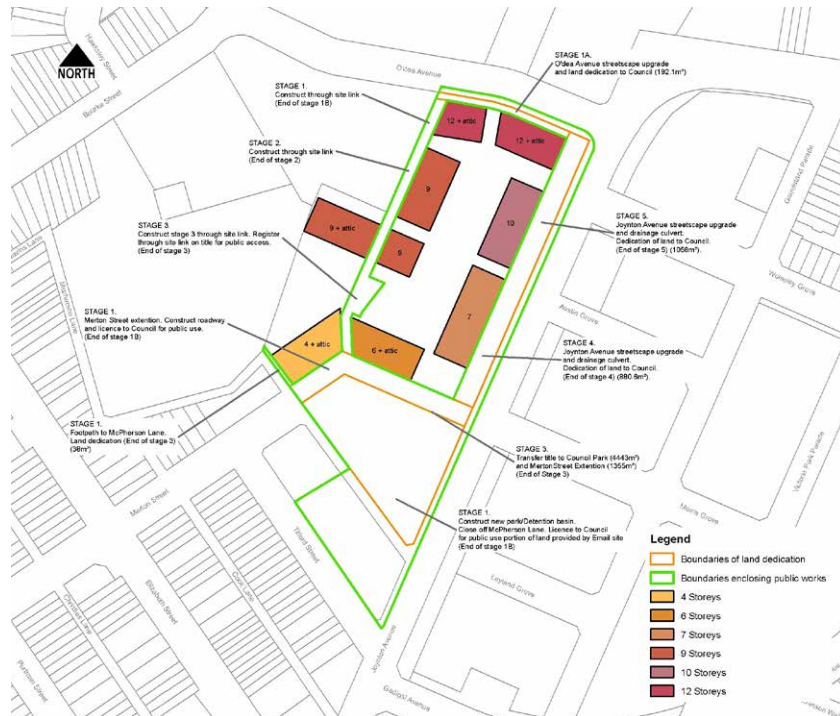 Hawksley Street
NORTH
Bourke Street
O'dea Avenue
STAGE 1A.
O'Dea Avenue streetscape upgrade
and land dedication to Council (192.1m²)
STAGE 1.
Construct through site link
(End of stage 1B)
STAGE 2.
Construct through site link
(End of stage 2)
STAGE 3.
Construct stage 3 through site link. Register
through site link on title for public access.
(End of stage 3)
STAGE 1.
Merton Street extention. Construct roadway
and licence to Council for public use.
(End of stage 1B)
STAGE 1.
Footpath to McPherson Lane.
Land dedication (End of stage 3)
(38m²)
12 + attic
12 + attic
9
9 + attic
10
7
4 + attic
6 + attic
STAGE 5.
Joynton Avenue streetscape upgrade
and drainage culvert.
Dedication of land to Council.
(End of stage 5) (1058m²).
STAGE 4.
Joynton Avenue streetscape upgrade
and drainage culvert.
Dedication of land to Council.
STAGE 3.
Transfer title to Council Park (4443m²)
and MertonStreet Extention (1355m²)
(End of Stage 3)
STAGE 1.
Construct new park/Detention basin.
Close off McPherson Lane. Licence to Council
for public use portion of land provided by Email site
(End of stage 1B)
Grandstand Parade
Wolseley Grove
Austin Grove
Victoria Park Parade
Leyland Grove
Merton Street
Tilford Street
Elizabeth Street
Joynton Avenue
Gadigal Avenue
Legend
Boundaries of land dedication
Boundaries enclosing public works
4 Storeys
6 Storeys
7 Storeys
9 Storeys
10 Storeys
12 Storeys